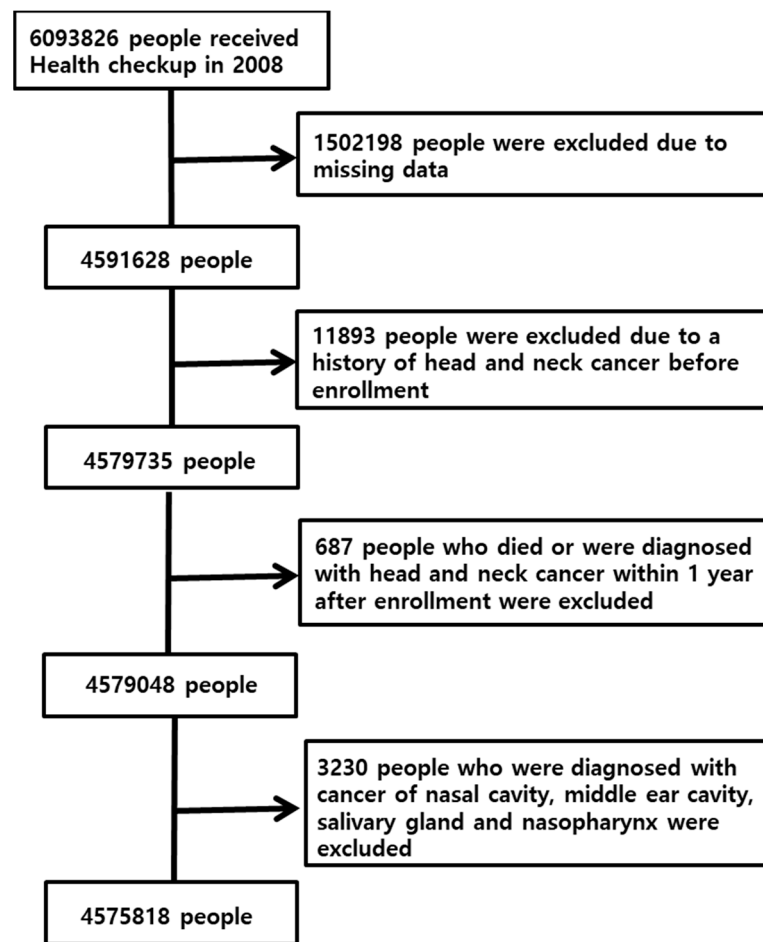 6093826 people received
Health checkup in 2008
1502198 people were excluded due to
missing data
4591628 people
11893 people were excluded due to a
history of head and neck cancer before
enrollment
4579735 people
687 people who died or were diagnosed
with head and neck cancer within 1 year
after enrollment were excluded
4579048 people
3230 people who were diagnosed with
cancer of nasal cavity, middle ear cavity,
salivary gland and nasopharynx were
excluded
4575818 people